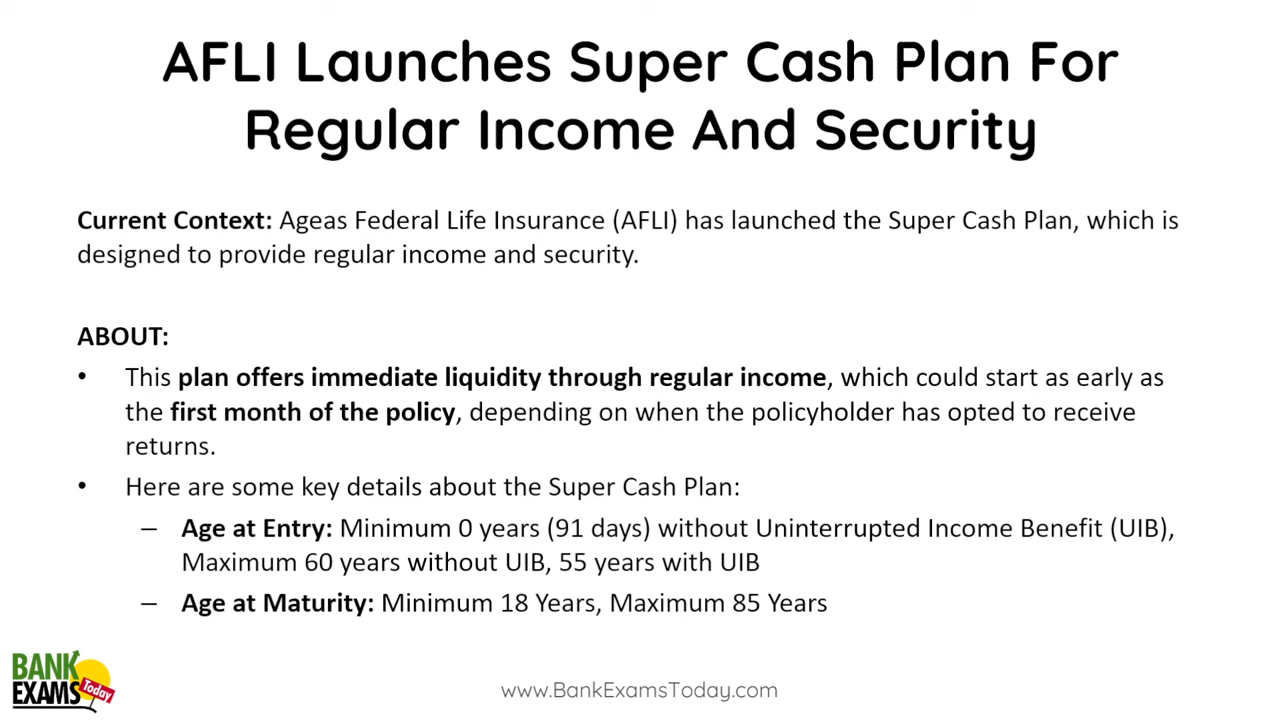 AFLI Launches Super Cash Plan For
Regular Income And Security
Current Context: Ageas Federal Life Insurance (AFLI) has launched the Super Cash Plan, which is
designed to provide regular income and security.
ABOUT:
• This plan offers immediate liquidity through regular income, which could start as early as
the first month of the policy, depending on when the policyholder has opted to receive
returns.
• Here are some key details about the Super Cash Plan:
– Age at Entry: Minimum 0 years (91 days) without Uninterrupted Income Benefit (UIB),
Maximum 60 years without UIB, 55 years with UIB
– Age at Maturity: Minimum 18 Years, Maximum 85 Years
BANK
EXAMS
Today
www.BankExamsToday.com